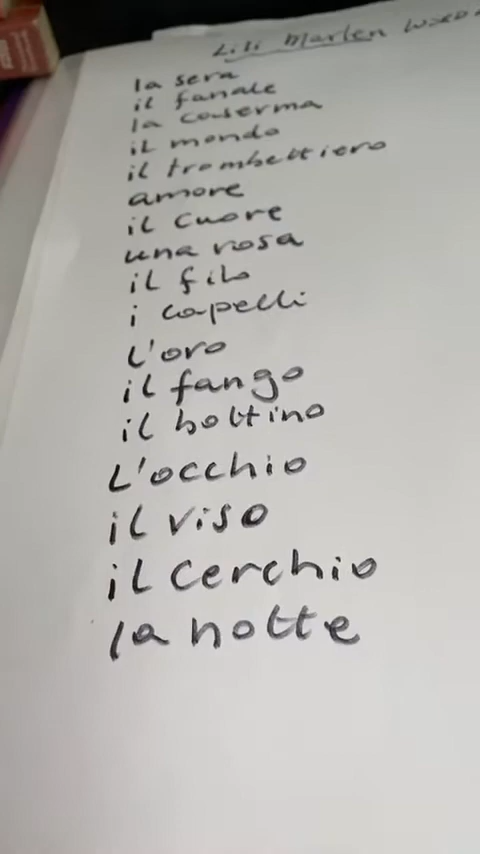 Lili Marlen
la sera
il fanale
la caserma
il mondo
il trombettiero
amore
il cuore
una rosa
il filo
i capelli
l'oro
il fango
il bottino
L'occhio
il viso
il cerchio
la notte